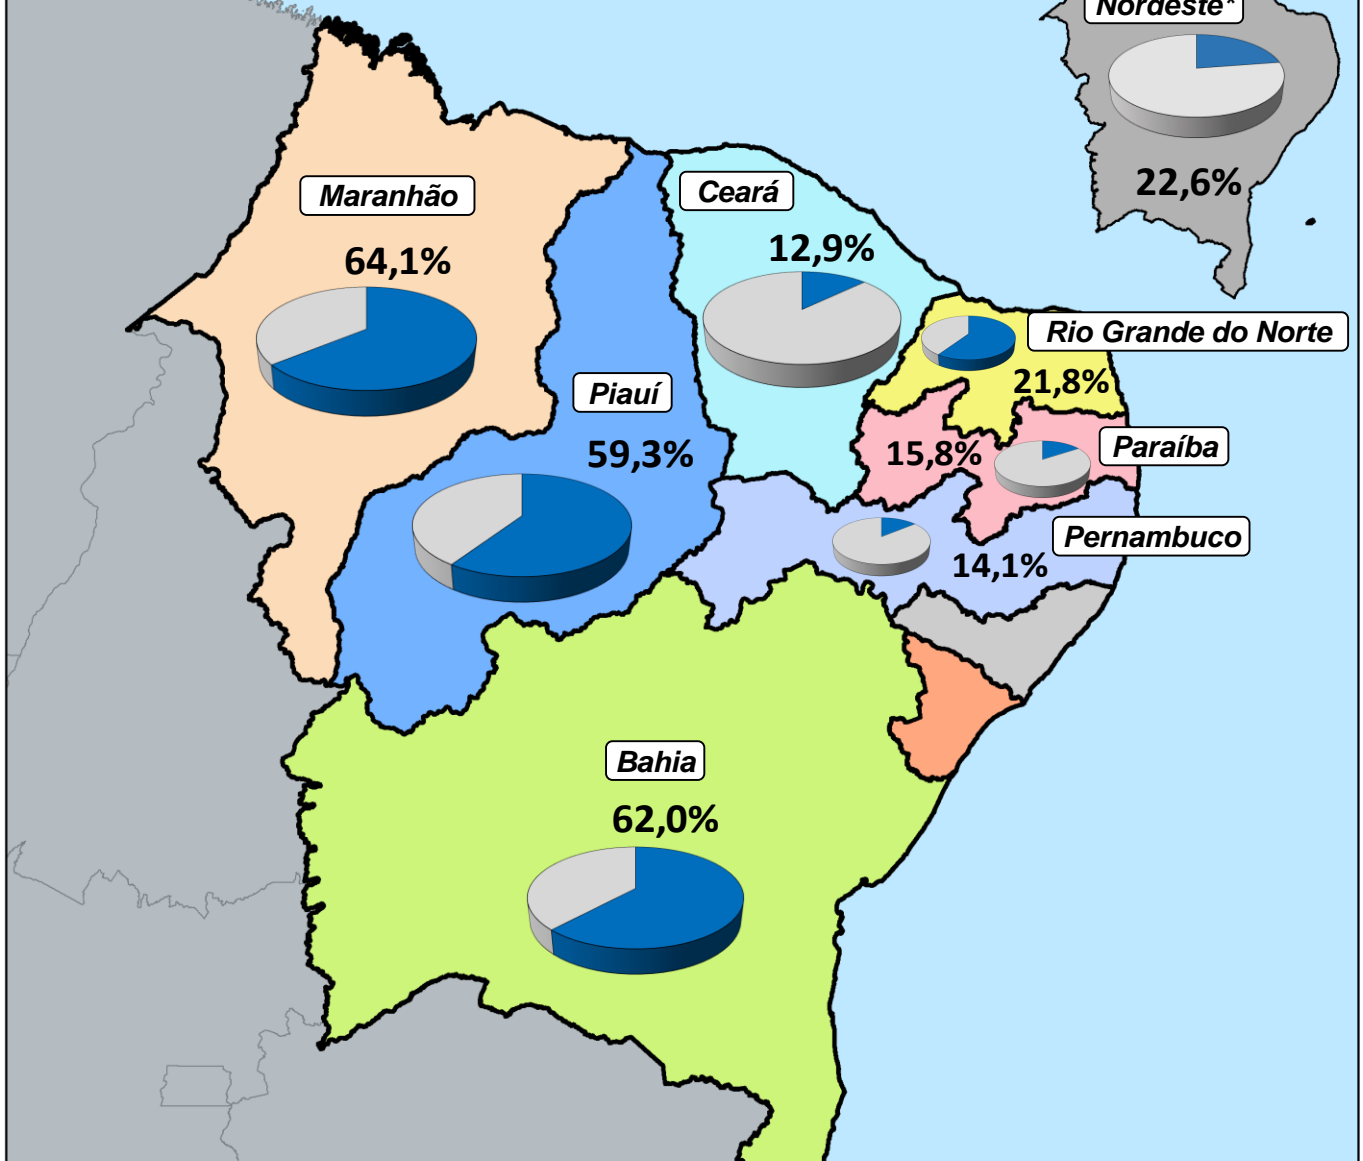 Nordeste*
22,6%
Maranhão
64,1%
Ceará
12,9%
Rio Grande do Norte
21,8%
Piauí
59,3%
Paraíba
15,8%
Pernambuco
14,1%
Bahia
62,0%